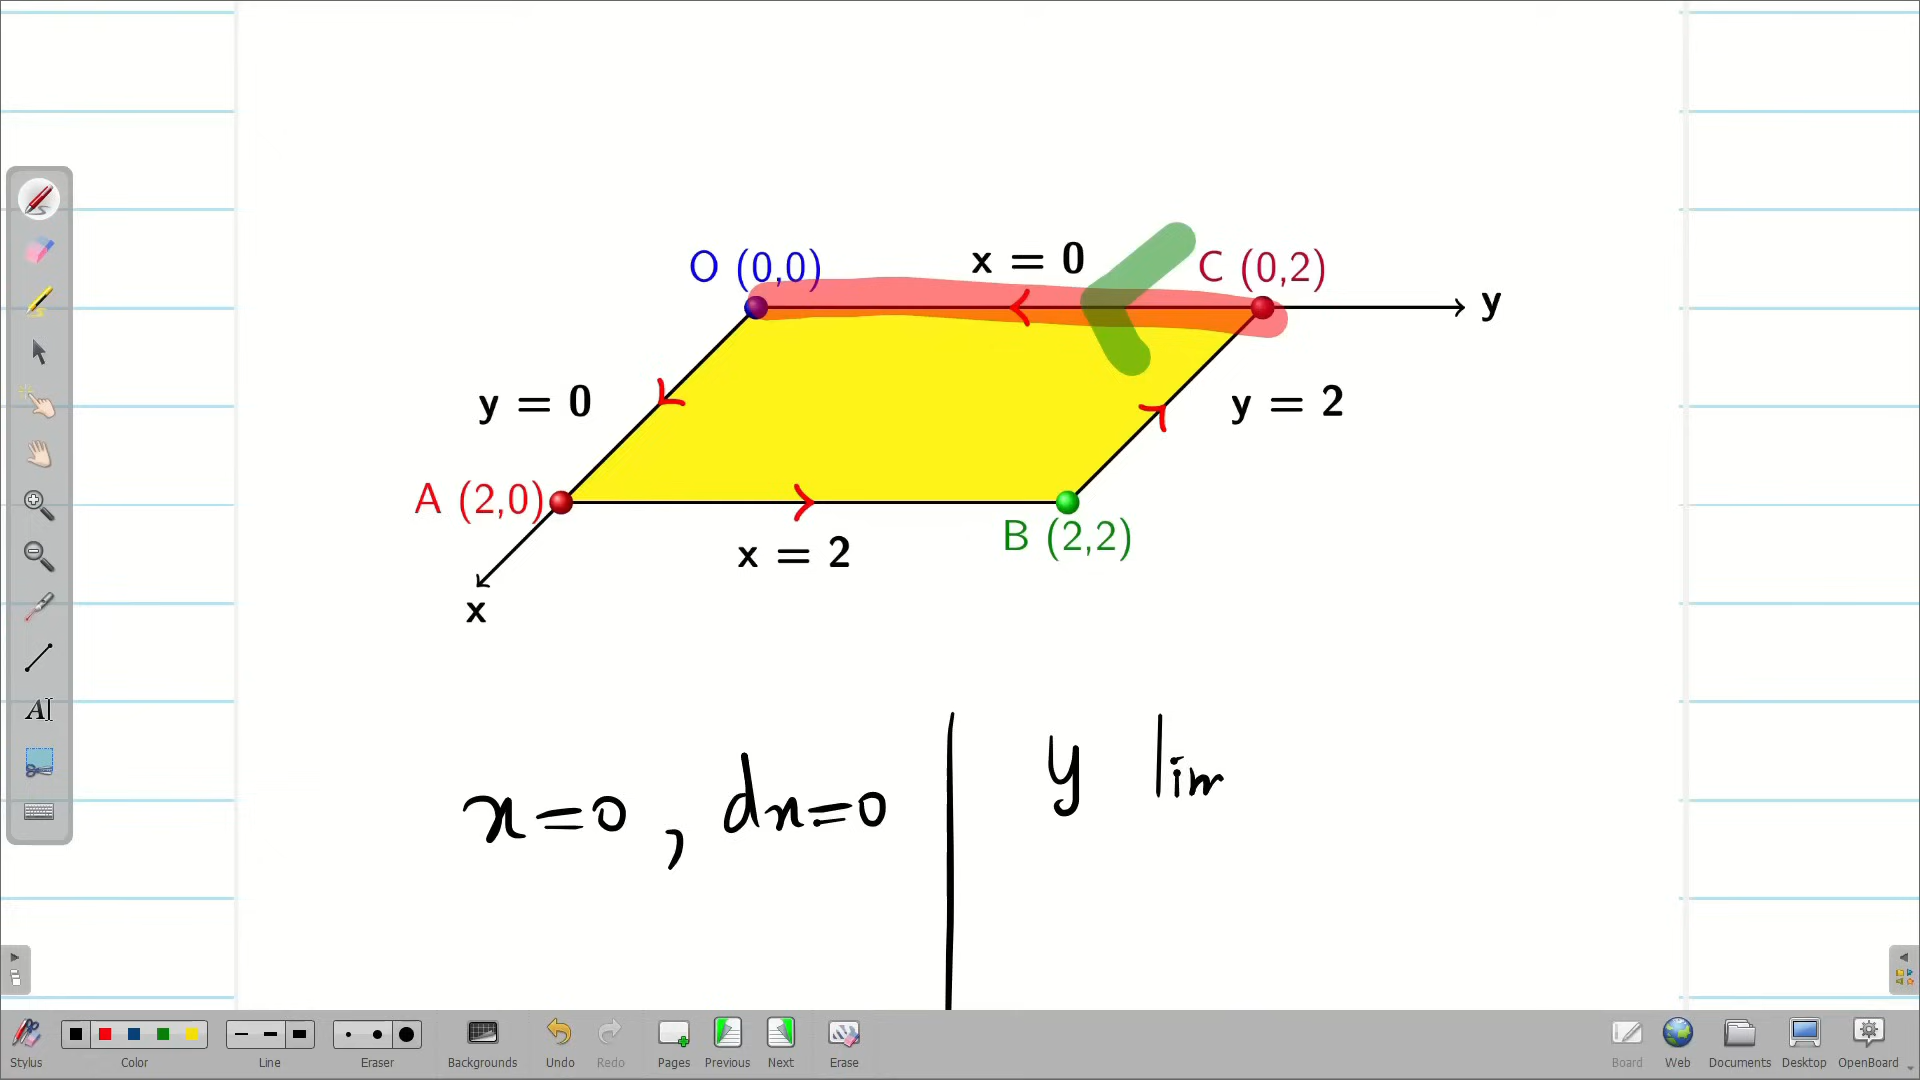 O (0,0)
x = 0
C (0,2)
y
y = 0
y = 2
A (2,0)
x = 2
B (2,2)
x
x=0 , dx=0
y lim
A
Stylus
Color
Line
Eraser
Backgrounds
Undo
Redo
Pages
Previous
Next
Erase
Board
Web
Documents
Desktop
OpenBoard